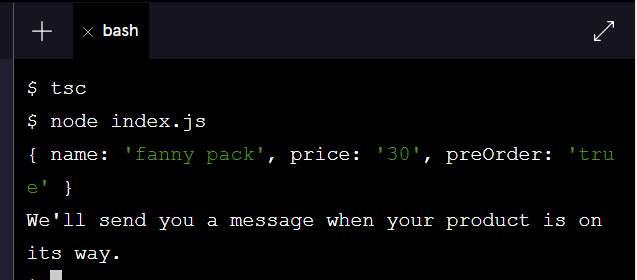 bash
$ tsc
$ node index.js
{ name: 'fanny pack', price: '30', preOrder: 'tru
e' }
We'll send you a message when your product is on
its way.